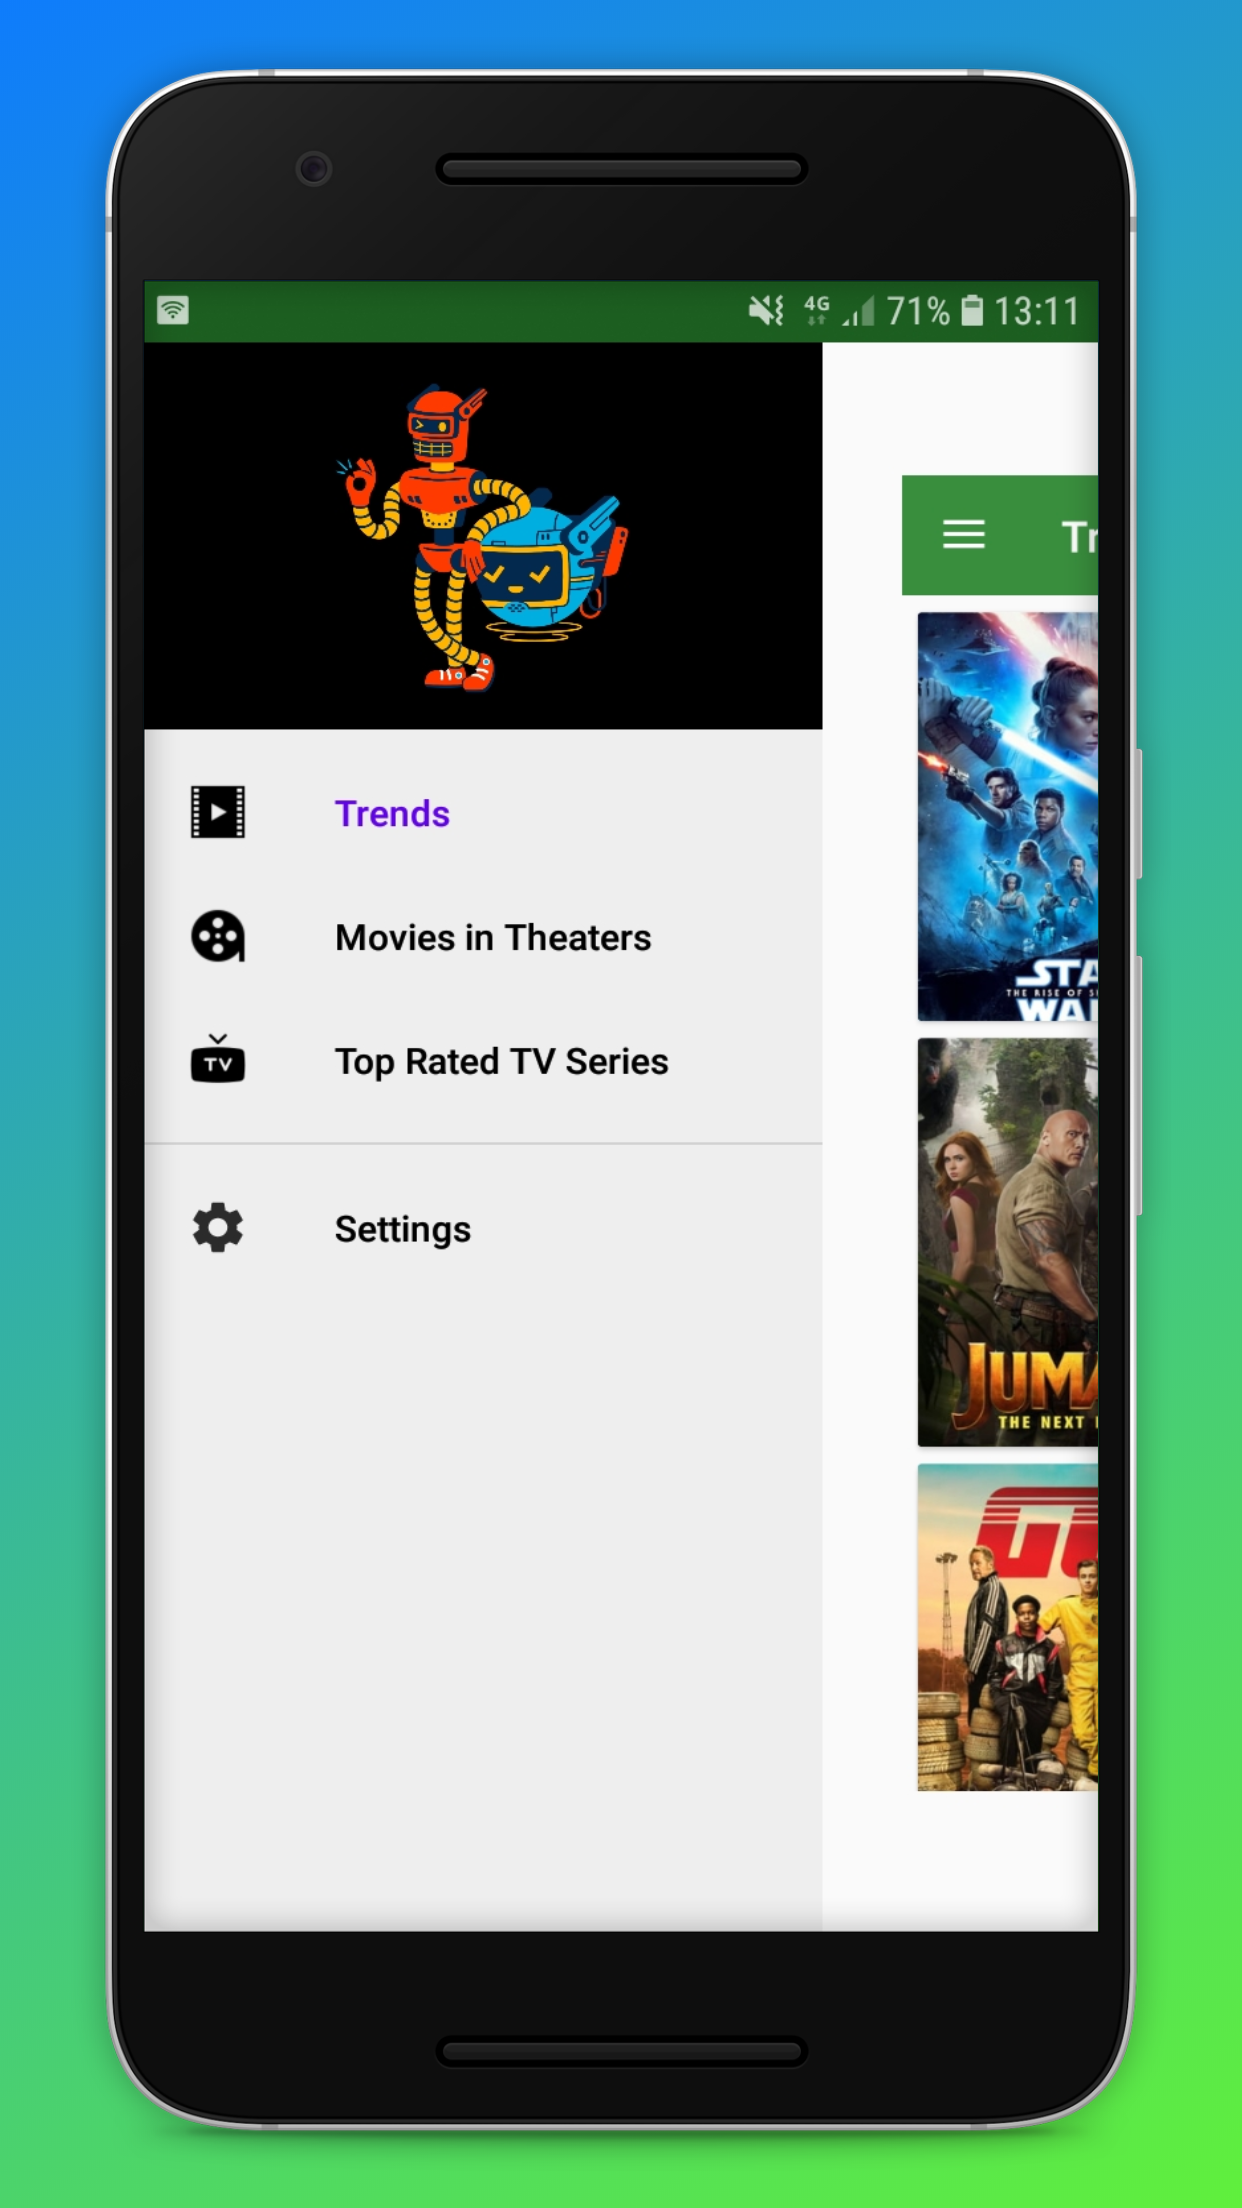 4G 71% 13:11
Tr
Trends
Movies in Theaters
TV
Top Rated TV Series
Settings
STA
THE RISE OF S
WAR
JUMA
THE NEXT